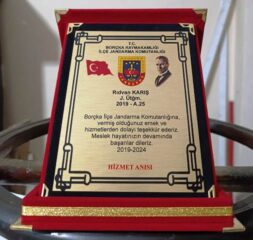 T.C.
BORÇKA KAYMAKAMLIĞI
İLÇE JANDARMA KOMUTANLIĞI
Rıdvan KARIŞ
J. Ütğm.
2019 - A.25
Borçka İlçe Jandarma Komutanlığına,
vermiş olduğunuz emek ve
hizmetlerden dolayı teşekkür ederiz.
Meslek hayatınızın devamında
başarılar dileriz.
2019-2024
HİZMET ANISI